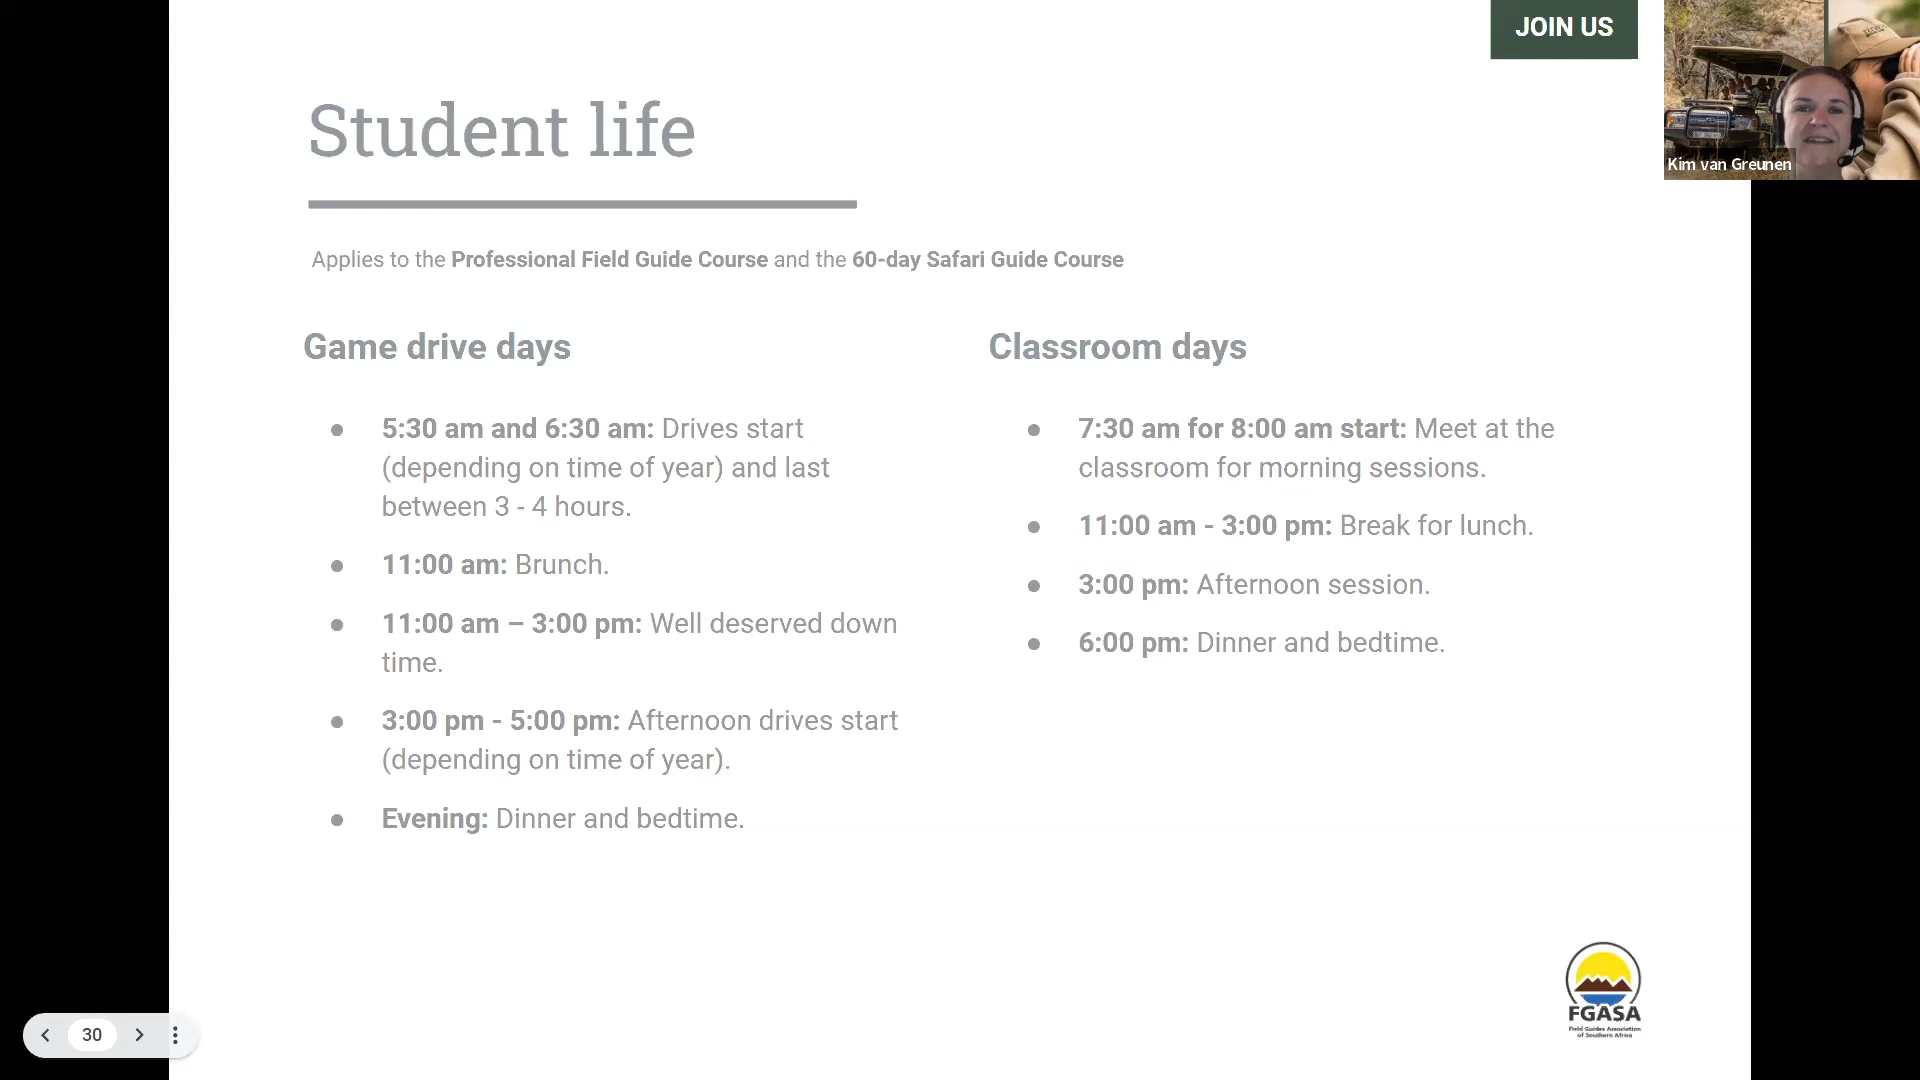 JOIN US
Kim van Greunen
Student life
Applies to the Professional Field Guide Course and the 60-day Safari Guide Course
Game drive days
● 5:30 am and 6:30 am: Drives start
(depending on time of year) and last
between 3 - 4 hours.
● 11:00 am: Brunch.
● 11:00 am – 3:00 pm: Well deserved down
time.
● 3:00 pm - 5:00 pm: Afternoon drives start
(depending on time of year).
● Evening: Dinner and bedtime.
Classroom days
● 7:30 am for 8:00 am start: Meet at the
classroom for morning sessions.
● 11:00 am - 3:00 pm: Break for lunch.
● 3:00 pm: Afternoon session.
● 6:00 pm: Dinner and bedtime.
FGASA
Field Guides Association
of Southern Africa
30